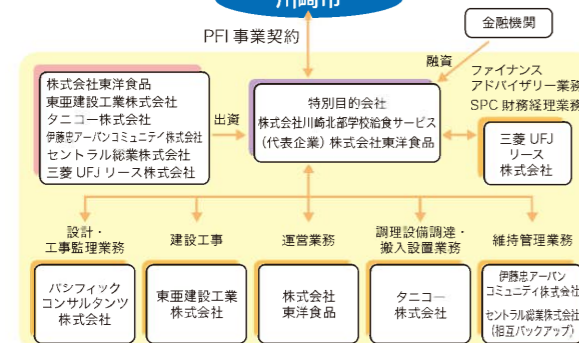 川崎市
PFI 事業契約
金融機関
融資
株式会社東洋食品
東亜建設工業株式会社
タニコー株式会社
伊藤忠アーバンコミュニティ株式会社
セントラル総業株式会社
三菱 UFJ リース株式会社
出資
特別目的会社
株式会社川崎北部学校給食サービス
(代表企業) 株式会社東洋食品
ファイナンス
アドバイザリー業務
SPC 財務経理業務
三菱 UFJ
リース
株式会社
設計・
工事監理業務
建設工事
運営業務
調理設備調達・
搬入設置業務
維持管理業務
パシフィック
コンサルタンツ
株式会社
東亜建設工業
株式会社
株式会社
東洋食品
タニコー
株式会社
伊藤忠アーバン
コミュニティ株式会社
セントラル総業株式会社
(相互バックアップ)